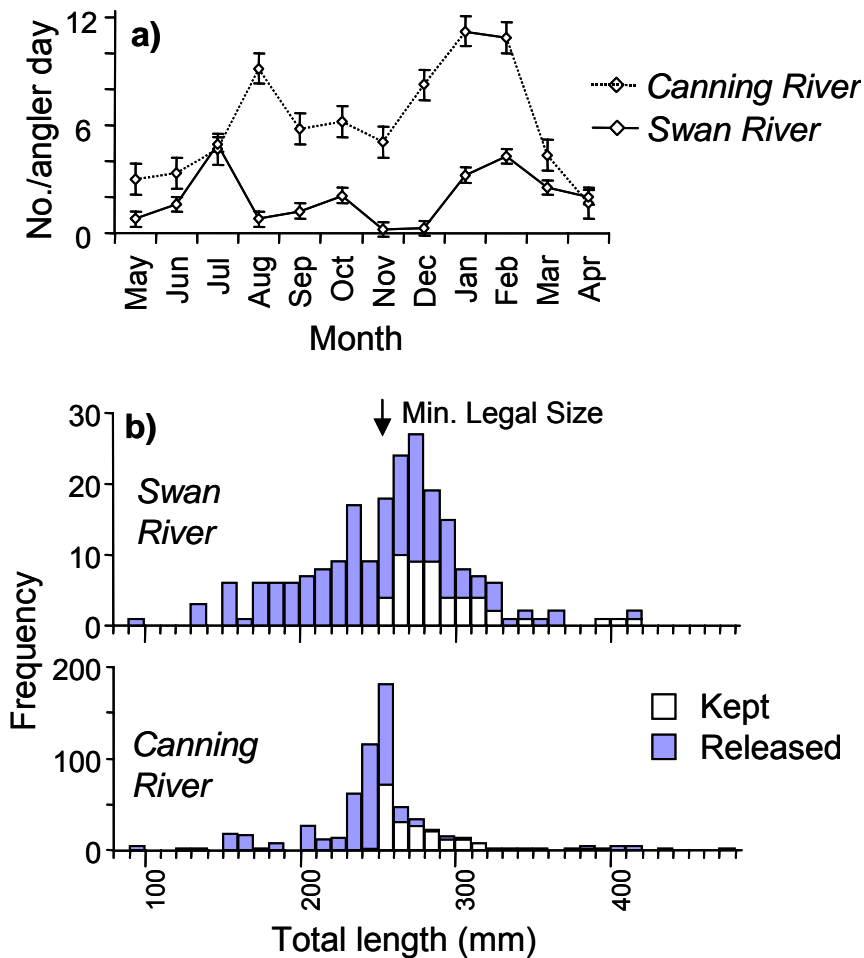 a)
No./angler day
12
6
0
Canning River
Swan River
May Jun Jul Aug Sep Oct Nov Dec Jan Feb Mar Apr
Month
b)
Min. Legal Size
Swan
River
30
20
10
0
Frequency
200
100
0
Canning
River
Kept
Released
100 200 300 400
Total length (mm)